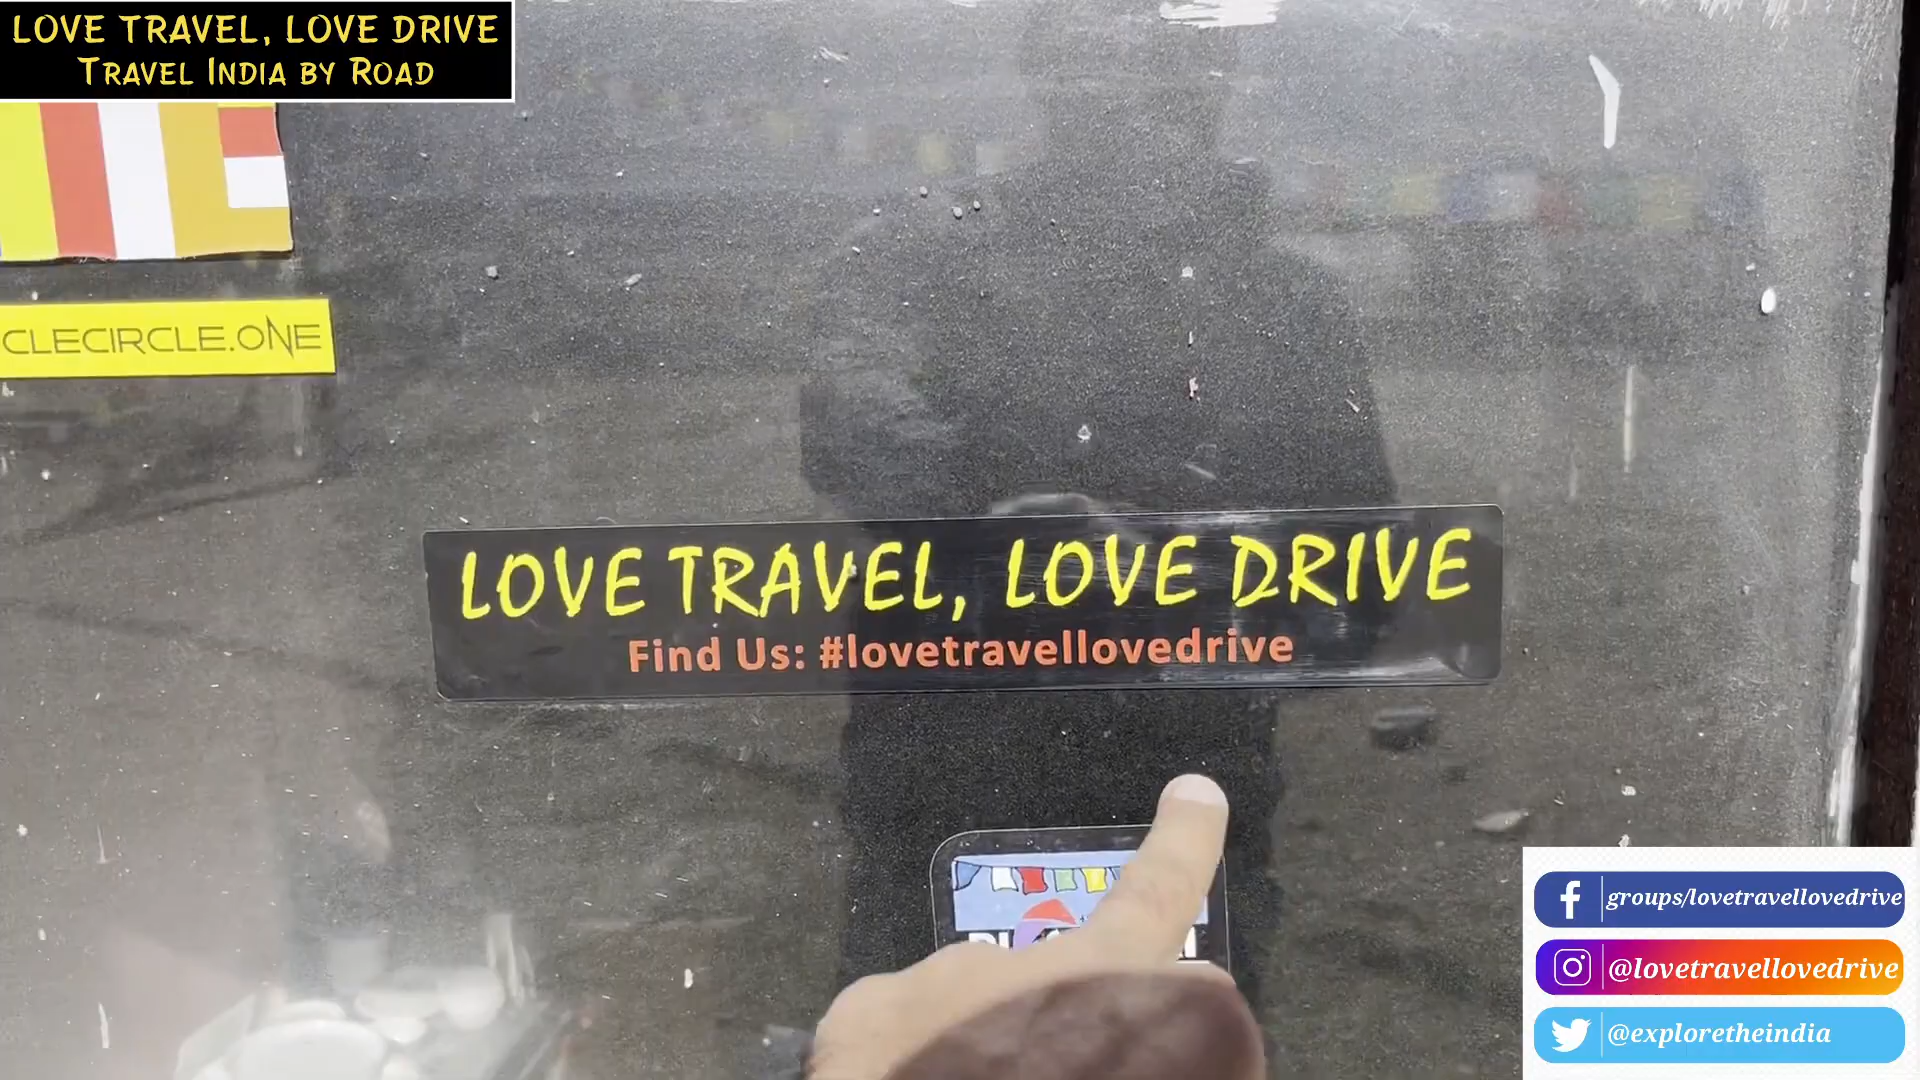 LOVE TRAVEL, LOVE DRIVE
TRAVEL INDIA BY ROAD
CLECIRCLE.ONE
LOVE TRAVEL, LOVE DRIVE
Find Us: #lovetravellovedrive
groups/lovetravellovedrive
@lovetravellovedrive
@exploretheindia